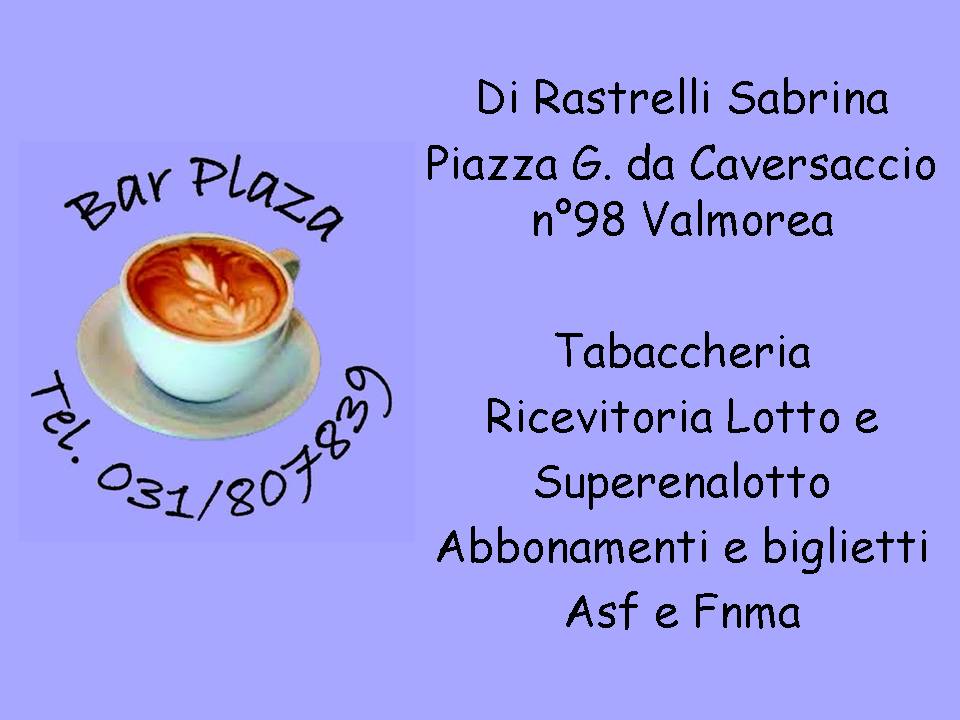 Bar Plaza
Tel. 031/807839
Di Rastrelli Sabrina
Piazza G. da Caversaccio
n°98 Valmorea
Tabaccheria
Ricevitoria Lotto e
Superenalotto
Abbonamenti e biglietti
Asf e Fnma